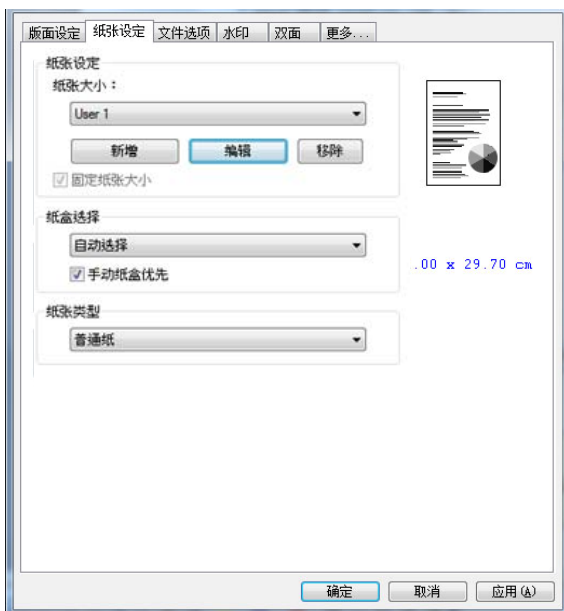 版面设定 纸张设定 文件选项 水印 双面 更多...
纸张设定
纸张大小：
User 1
新增 编辑 移除
固定纸张大小
纸盒选择
自动选择
手动纸盒优先
.00 x 29.70 cm
纸张类型
普通纸
确定 取消 应用(A)